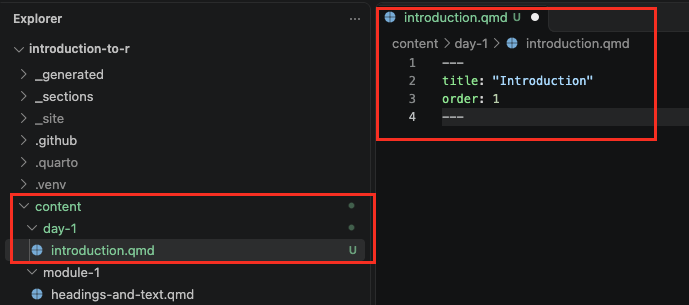 Explorer
introduction-to-r
_generated
_sections
_site
.github
.quarto
.venv
content
day-1
introduction.qmd U
module-1
headings-and-text.qmd
introduction.qmd U
content > day-1 > introduction.qmd
1 ---
2 title: "Introduction"
3 order: 1
4 ---